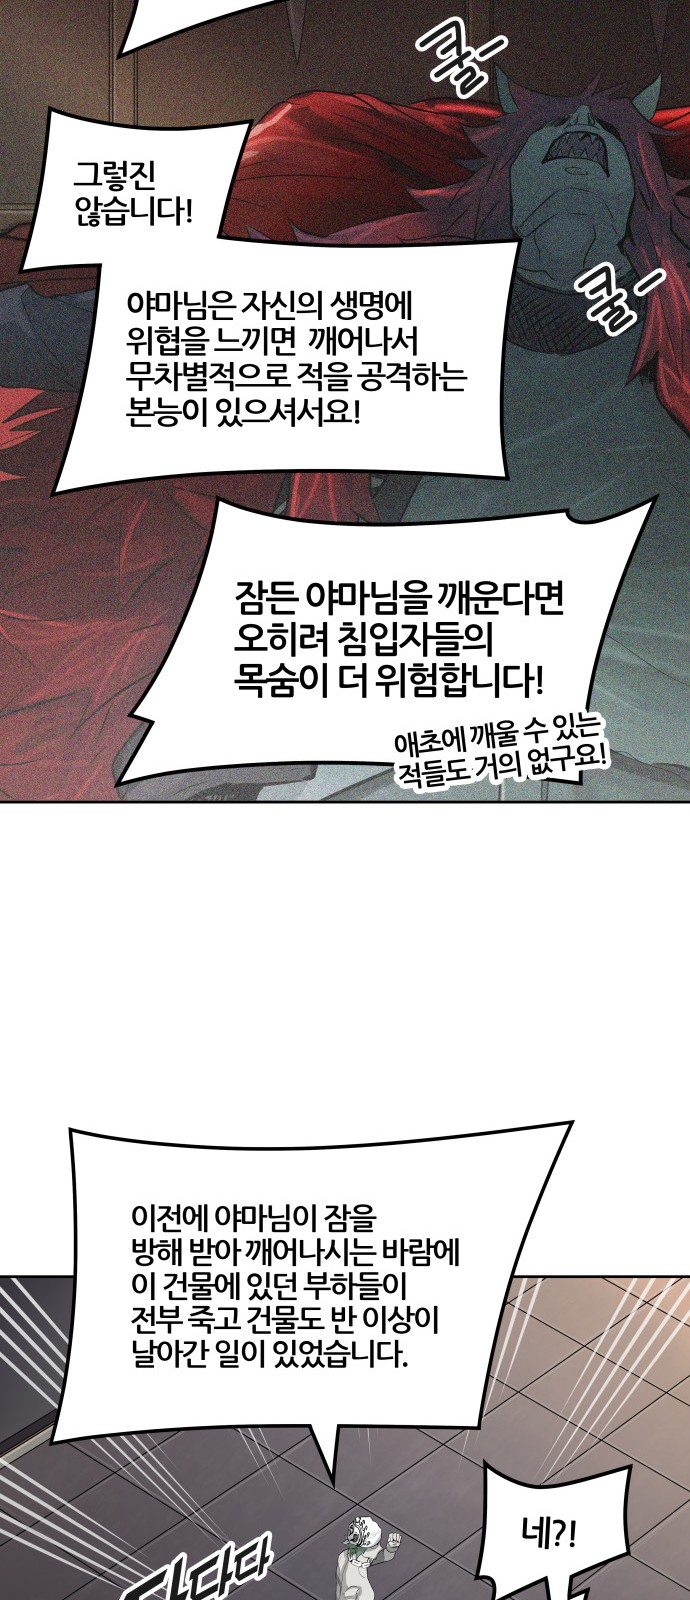 쿨~
그렇진
않습니다!
야마님은 자신의 생명에
위협을 느끼면 깨어나서
무차별적으로 적을 공격하는
본능이 있으셔서요!
쿨~
잠든 야마님을 깨운다면
오히려 침입자들의
목숨이 더 위험합니다!
애초에 깨울 수 있는
적들도 거의 없구요!
이전에 야마님이 잠을
방해 받아 깨어나시는 바람에
이 건물에 있던 부하들이
전부 죽고 건물도 반 이상이
날아간 일이 있었습니다.
네?!
다다다